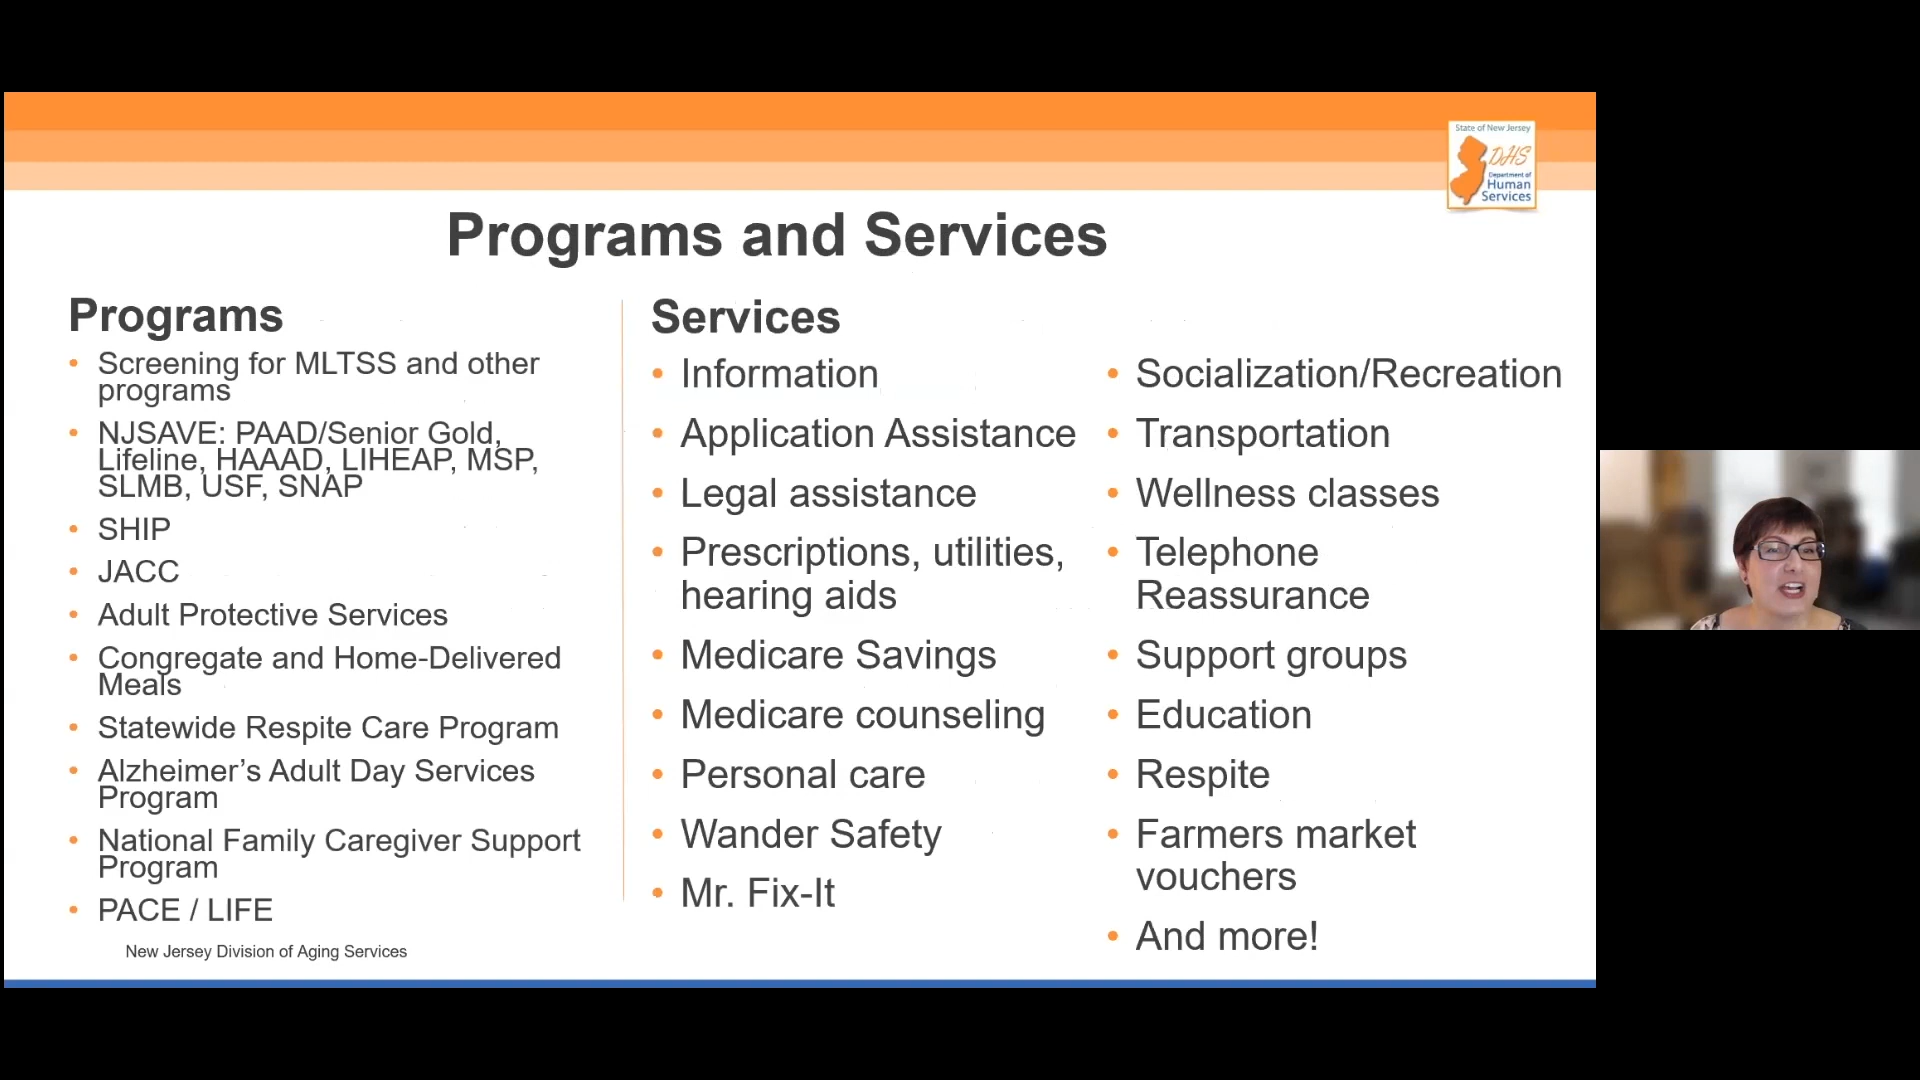 State of New Jersey
DHS
Department of
Human
Services
Programs and Services
Programs
• Screening for MLTSS and other
programs
• NJSAVE: PAAD/Senior Gold,
Lifeline, HAAAD, LIHEAP, MSP,
SLMB, USF, SNAP
• SHIP
• JACC
• Adult Protective Services
• Congregate and Home-Delivered
Meals
• Statewide Respite Care Program
• Alzheimer’s Adult Day Services
Program
• National Family Caregiver Support
Program
• PACE / LIFE
Services
• Information
• Application Assistance
• Legal assistance
• Prescriptions, utilities,
hearing aids
• Medicare Savings
• Medicare counseling
• Personal care
• Wander Safety
• Mr. Fix-It
• Socialization/Recreation
• Transportation
• Wellness classes
• Telephone
Reassurance
• Support groups
• Education
• Respite
• Farmers market
vouchers
• And more!
New Jersey Division of Aging Services